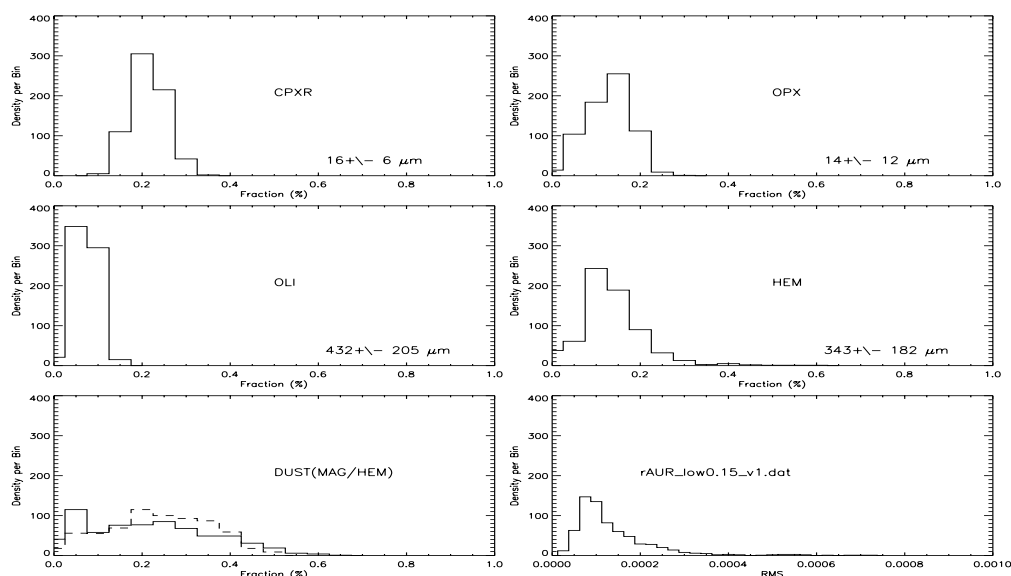 400
300
200
100
0
Density per Bin
CPXR
16+\- 6 μm
0.0 0.2 0.4 0.6 0.8 1.0
Fraction (%)
400
300
200
100
0
Density per Bin
OPX
14+\- 12 μm
0.0 0.2 0.4 0.6 0.8 1.0
Fraction (%)
400
300
200
100
0
Density per Bin
OLI
432+\- 205 μm
0.0 0.2 0.4 0.6 0.8 1.0
Fraction (%)
400
300
200
100
0
Density per Bin
HEM
343+\- 182 μm
0.0 0.2 0.4 0.6 0.8 1.0
Fraction (%)
400
300
200
100
0
Density per Bin
DUST(MAG/HEM)
0.0 0.2 0.4 0.6 0.8 1.0
Fraction (%)
400
300
200
100
0
Density per Bin
rAUR_low0.15_v1.dat
0.0000 0.0002 0.0004 0.0006 0.0008 0.0010
RMS